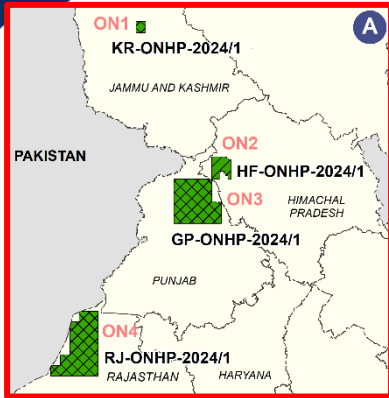 A
ON1
KR-ONHP-2024/1
JAMMU AND KASHMIR
ON2
PAKISTAN
HF-ONHP-2024/1
ON3
HIMACHAL
PRADESH
GP-ONHP-2024/1
PUNJAB
ON4
RJ-ONHP-2024/1
RAJASTHAN
HARYANA